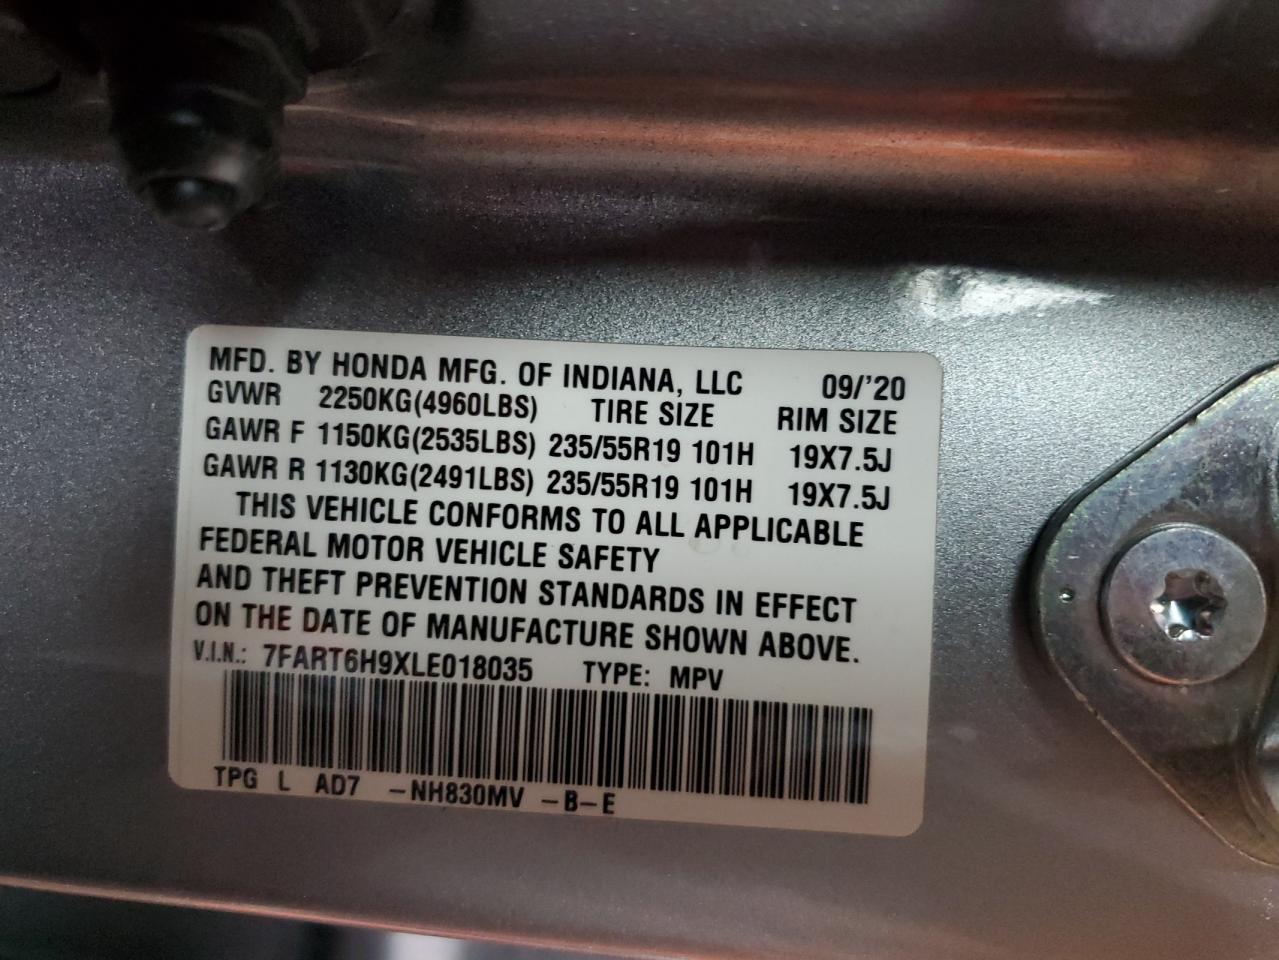 MFD. BY HONDA MFG. OF INDIANA, LLC 09/'20
GVWR 2250KG(4960LBS) TIRE SIZE RIM SIZE
GAWR F 1150KG(2535LBS) 235/55R19 101H 19X7.5J
GAWR R 1130KG(2491LBS) 235/55R19 101H 19X7.5J
THIS VEHICLE CONFORMS TO ALL APPLICABLE
FEDERAL MOTOR VEHICLE SAFETY
AND THEFT PREVENTION STANDARDS IN EFFECT
ON THE DATE OF MANUFACTURE SHOWN ABOVE.
V.I.N.: 7FART6H9XLE018035 TYPE: MPV
TPG L AD7 -NH830MV -B-E